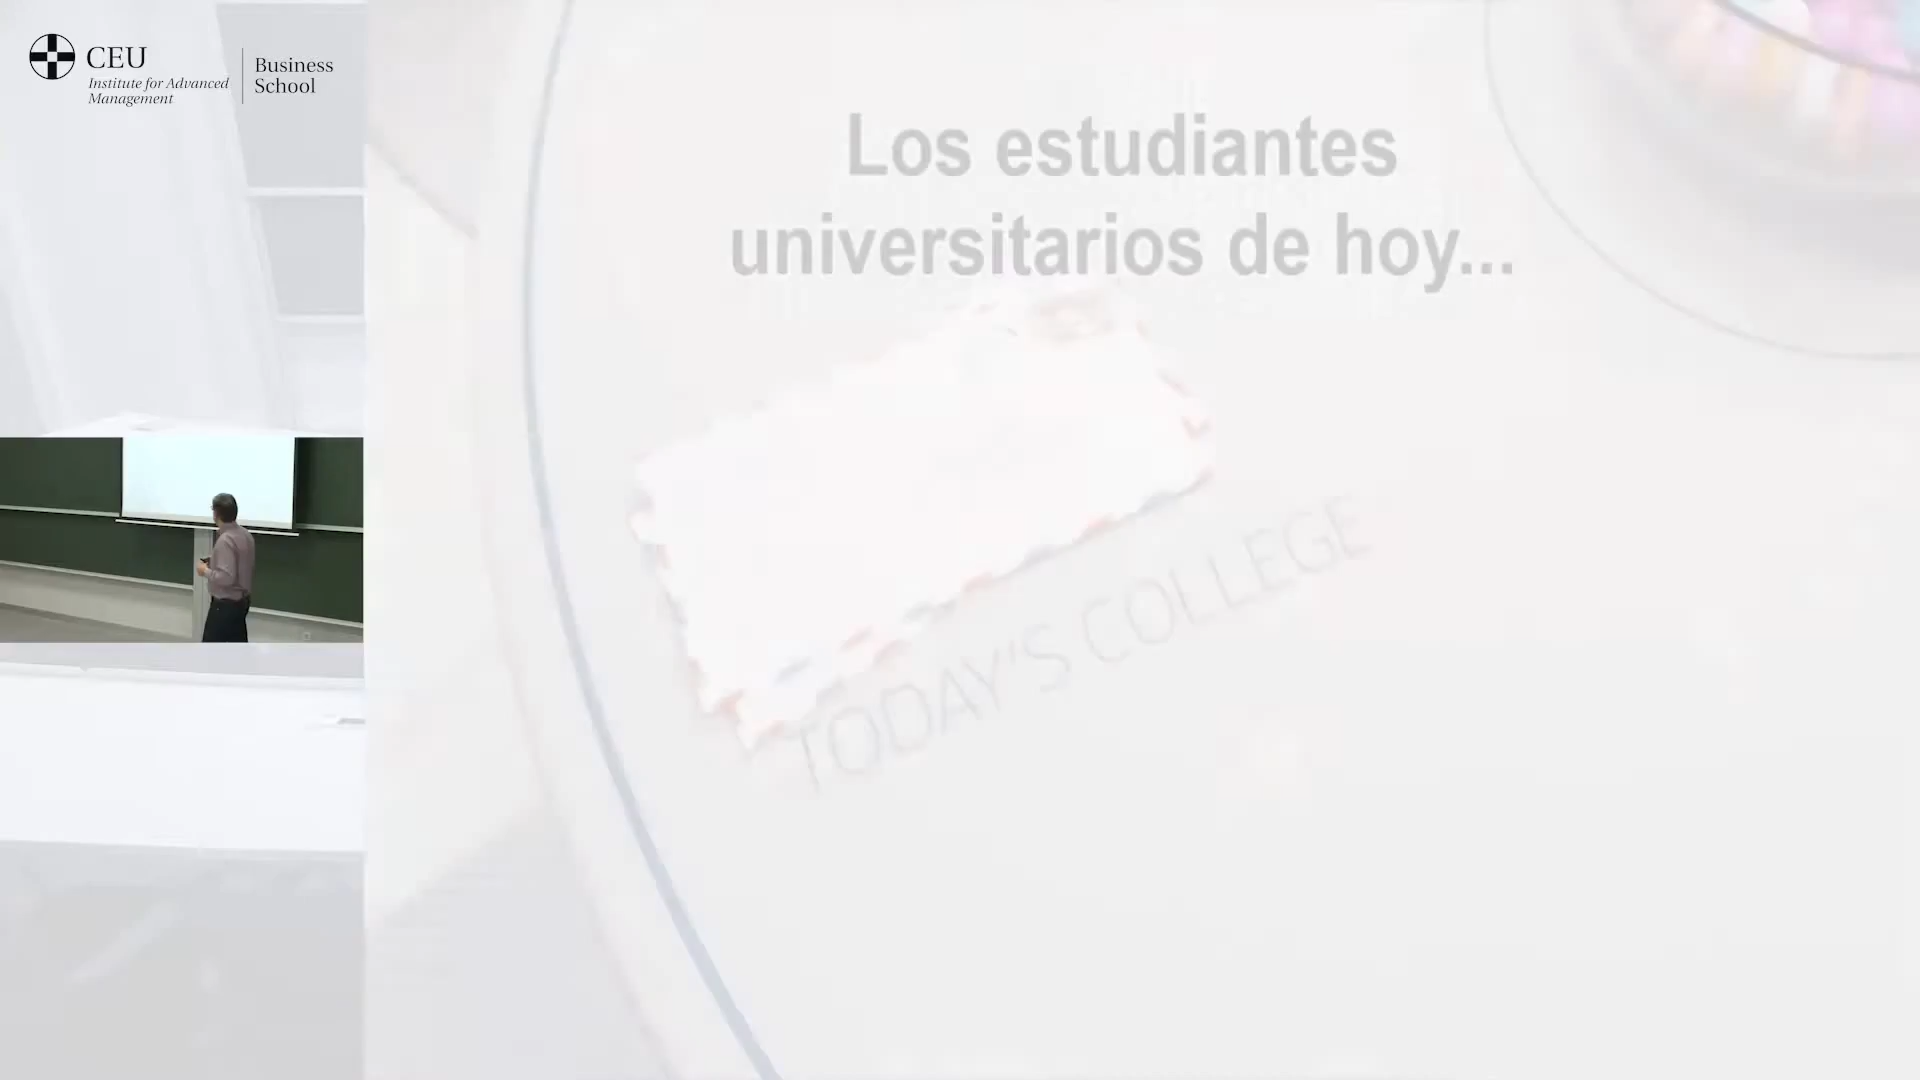 CEU
Institute for Advanced
Management
Business
School
Los estudiantes
universitarios de hoy...
TODAY'S COLLEGE